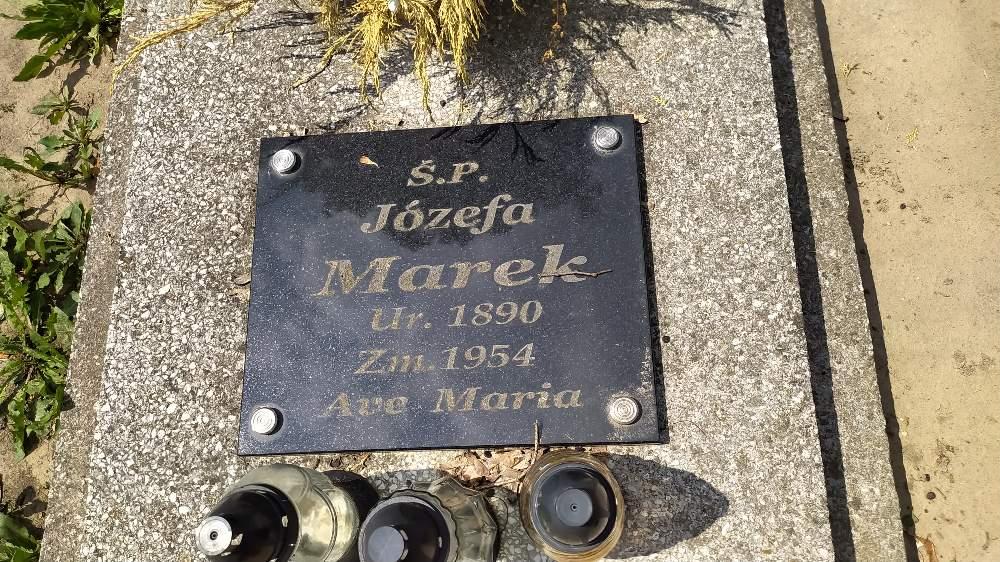 Ś.P.
Józefa
Marek
Ur. 1890
Zm. 1954
Ave Maria